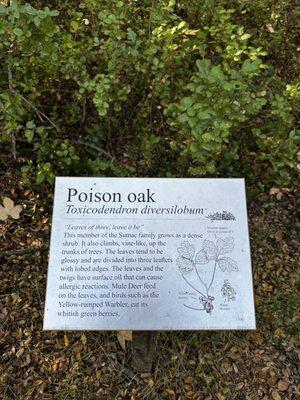 Poison oak
Toxicodendron diversilobum
"Leaves of three, leave it be"
This member of the Sumac family grows as a dense
shrub. It also climbs, vine-like, up the
trunks of trees. The leaves tend to be
glossy and are divided into three leaflets
with lobed edges. The leaves and the
twigs have surface oil that can cause
allergic reactions. Mule Deer feed
on the leaves, and birds such as the
Yellow-rumped Warbler, eat its
whitish green berries.